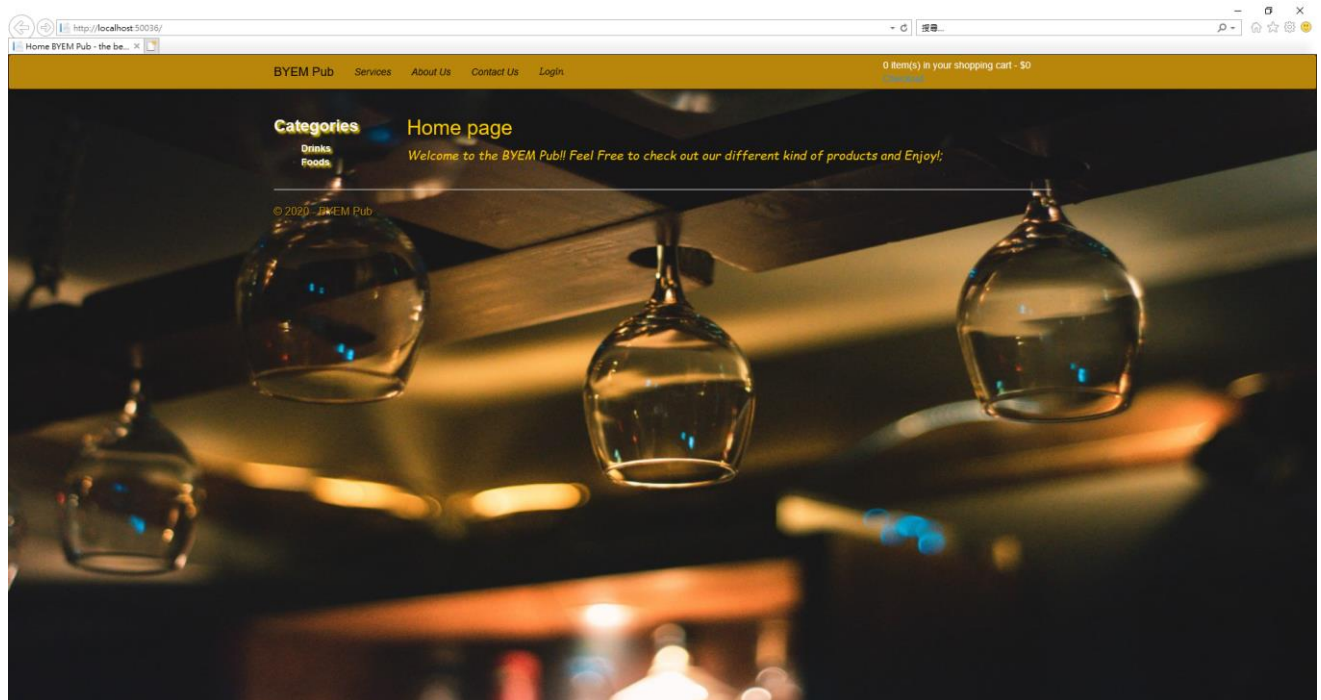 http://localhost:50036/
搜尋...
Home BYEM Pub - the be...
BYEM Pub Services About Us Contact Us Login
0 item(s) in your shopping cart - $0
Checkout
Categories
Drinks
Foods
Home page
Welcome to the BYEM Pub!! Feel Free to check out our different kind of products and Enjoy!;
© 2020 - BYEM Pub